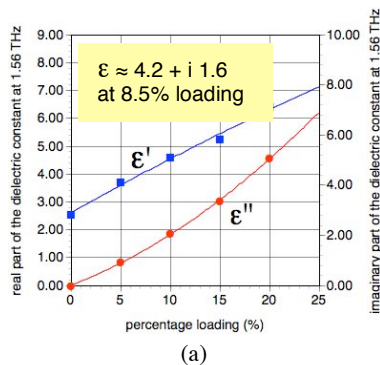 real part of the dielectric constant at 1.56 THz
9.00
8.00
7.00
6.00
5.00
4.00
3.00
2.00
1.00
0.00
ε ≈ 4.2 + i 1.6
at 8.5% loading
ε'
ε"
10.00
8.00
6.00
4.00
2.00
0.00
imaginary part of the dielectric constant at 1.56 THz
0 5 10 15 20 25
percentage loading (%)
(a)